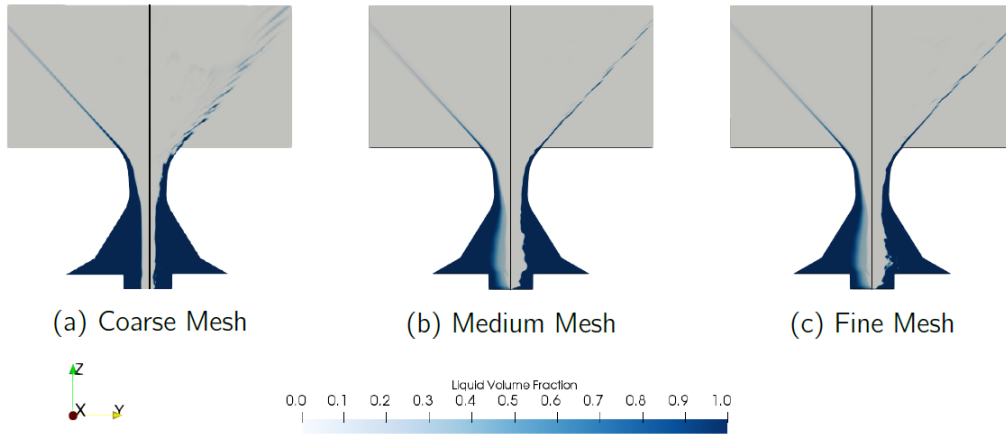 (a) Coarse Mesh
(b) Medium Mesh
(c) Fine Mesh
Z
X
Y
Liquid Volume Fraction
0.0 0.1 0.2 0.3 0.4 0.5 0.6 0.7 0.8 0.9 1.0